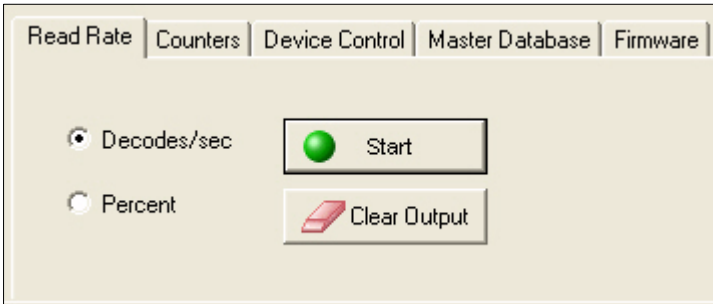 Read Rate Counters Device Control Master Database Firmware
Decodes/sec
Start
Percent
Clear Output